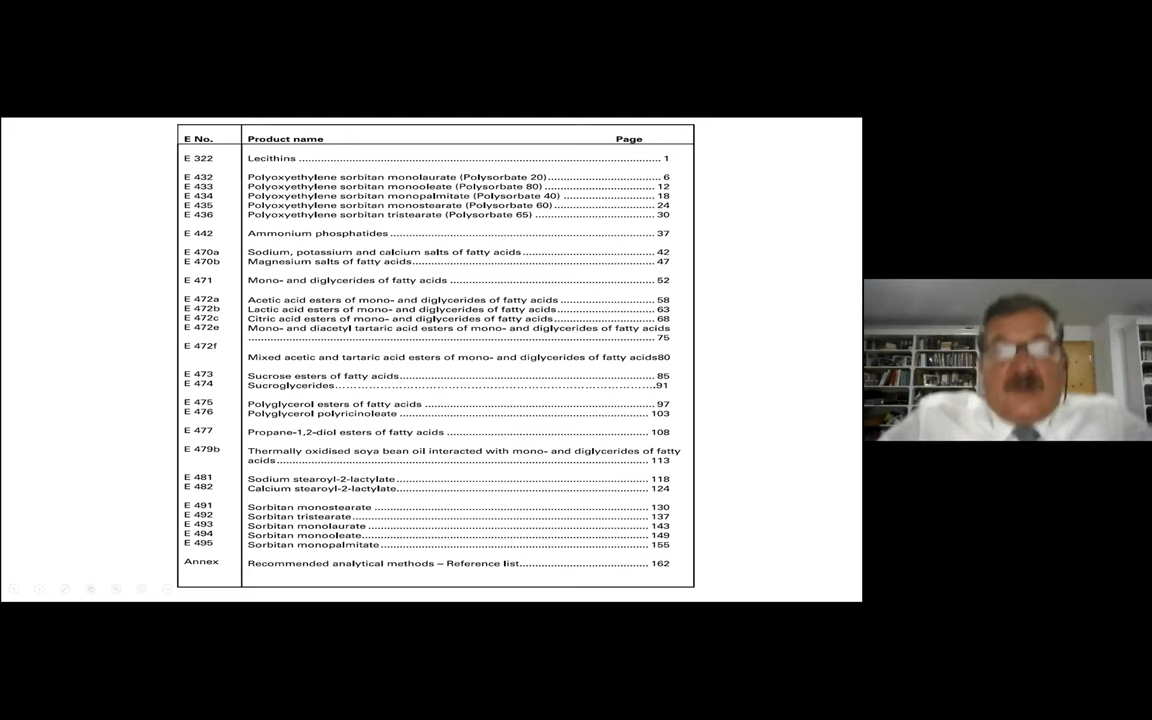 E No. Product name Page
E 322 Lecithins ........ 1
E 432 Polyoxyethylene sorbitan monolaurate (Polysorbate 20) ........ 6
E 433 Polyoxyethylene sorbitan monooleate (Polysorbate 80) ........ 12
E 434 Polyoxyethylene sorbitan monopalmitate (Polysorbate 40) ........ 18
E 435 Polyoxyethylene sorbitan monostearate (Polysorbate 60) ........ 24
E 436 Polyoxyethylene sorbitan tristearate (Polysorbate 65) ........ 30
E 442 Ammonium phosphatides ........ 37
E 470a Sodium, potassium and calcium salts of fatty acids ........ 42
E 470b Magnesium salts of fatty acids ........ 47
E 471 Mono- and diglycerides of fatty acids ........ 52
E 472a Acetic acid esters of mono- and diglycerides of fatty acids ........ 58
E 472b Lactic acid esters of mono- and diglycerides of fatty acids ........ 63
E 472c Citric acid esters of mono- and diglycerides of fatty acids ........ 68
E 472e Mono- and diacetyl tartaric acid esters of mono- and diglycerides of fatty acids
........ 75
E 472f
Mixed acetic and tartaric acid esters of mono- and diglycerides of fatty acids80
E 473 Sucrose esters of fatty acids ........ 85
E 474 Sucroglycerides ........ 91
E 475 Polyglycerol esters of fatty acids ........ 97
E 476 Polyglycerol polyricinoleate ........ 103
E 477 Propane-1,2-diol esters of fatty acids ........ 108
E 479b Thermally oxidised soya bean oil interacted with mono- and diglycerides of fatty
acids ........ 113
E 481 Sodium stearoyl-2-lactylate ........ 118
E 482 Calcium stearoyl-2-lactylate ........ 124
E 491 Sorbitan monostearate ........ 130
E 492 Sorbitan tristearate ........ 137
E 493 Sorbitan monolaurate ........ 143
E 494 Sorbitan monooleate ........ 149
E 495 Sorbitan monopalmitate ........ 155
Annex Recommended analytical methods – Reference list ........ 162